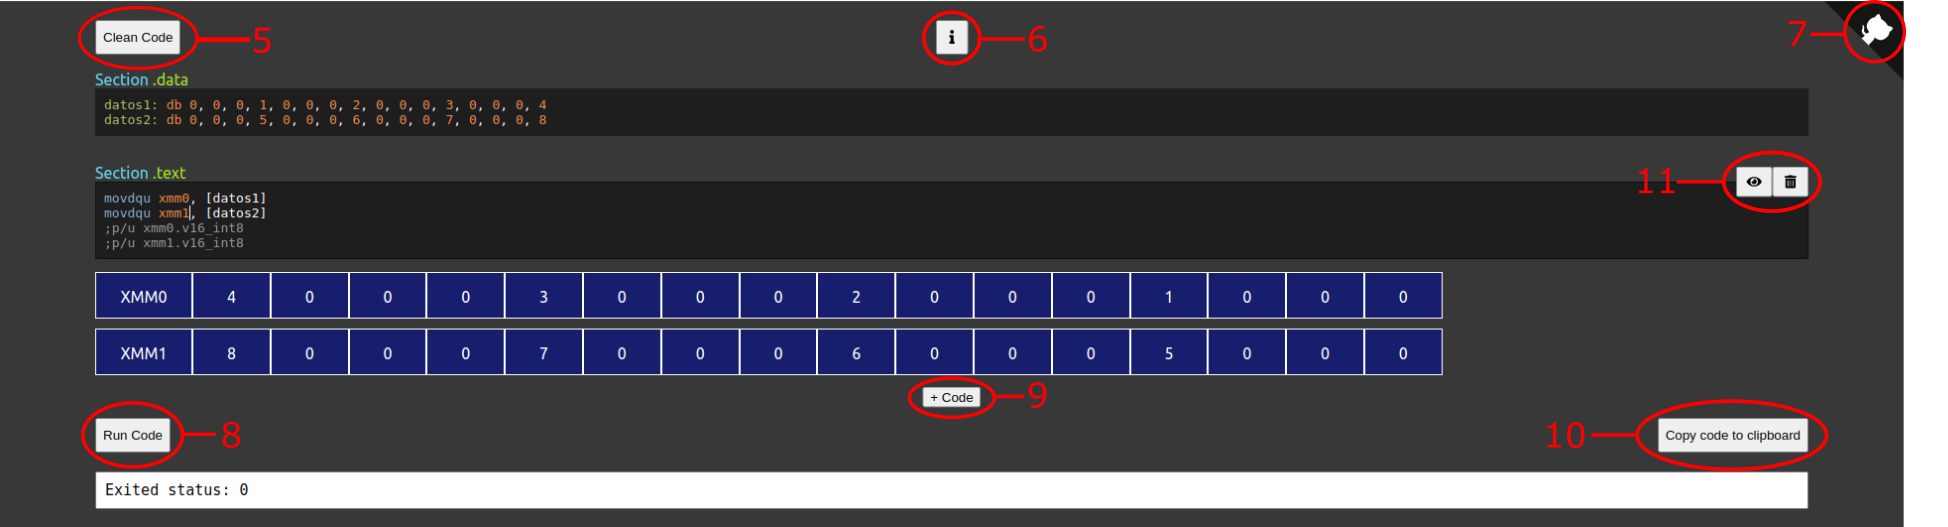 Clean Code 5 i 6 7
Section .data
datos1: db 0, 0, 0, 1, 0, 0, 0, 2, 0, 0, 0, 3, 0, 0, 0, 4
datos2: db 0, 0, 0, 5, 0, 0, 0, 6, 0, 0, 0, 7, 0, 0, 0, 8
Section .text
11
movdqu xmm0, [datos1]
movdqu xmm1, [datos2]
;p/u xmm0.v16_int8
;p/u xmm1.v16_int8
XMM0 4 0 0 0 3 0 0 0 2 0 0 0 1 0 0 0
XMM1 8 0 0 0 7 0 0 0 6 0 0 0 5 0 0 0
+ Code 9
Run Code 8 10 Copy code to clipboard
Exited status: 0